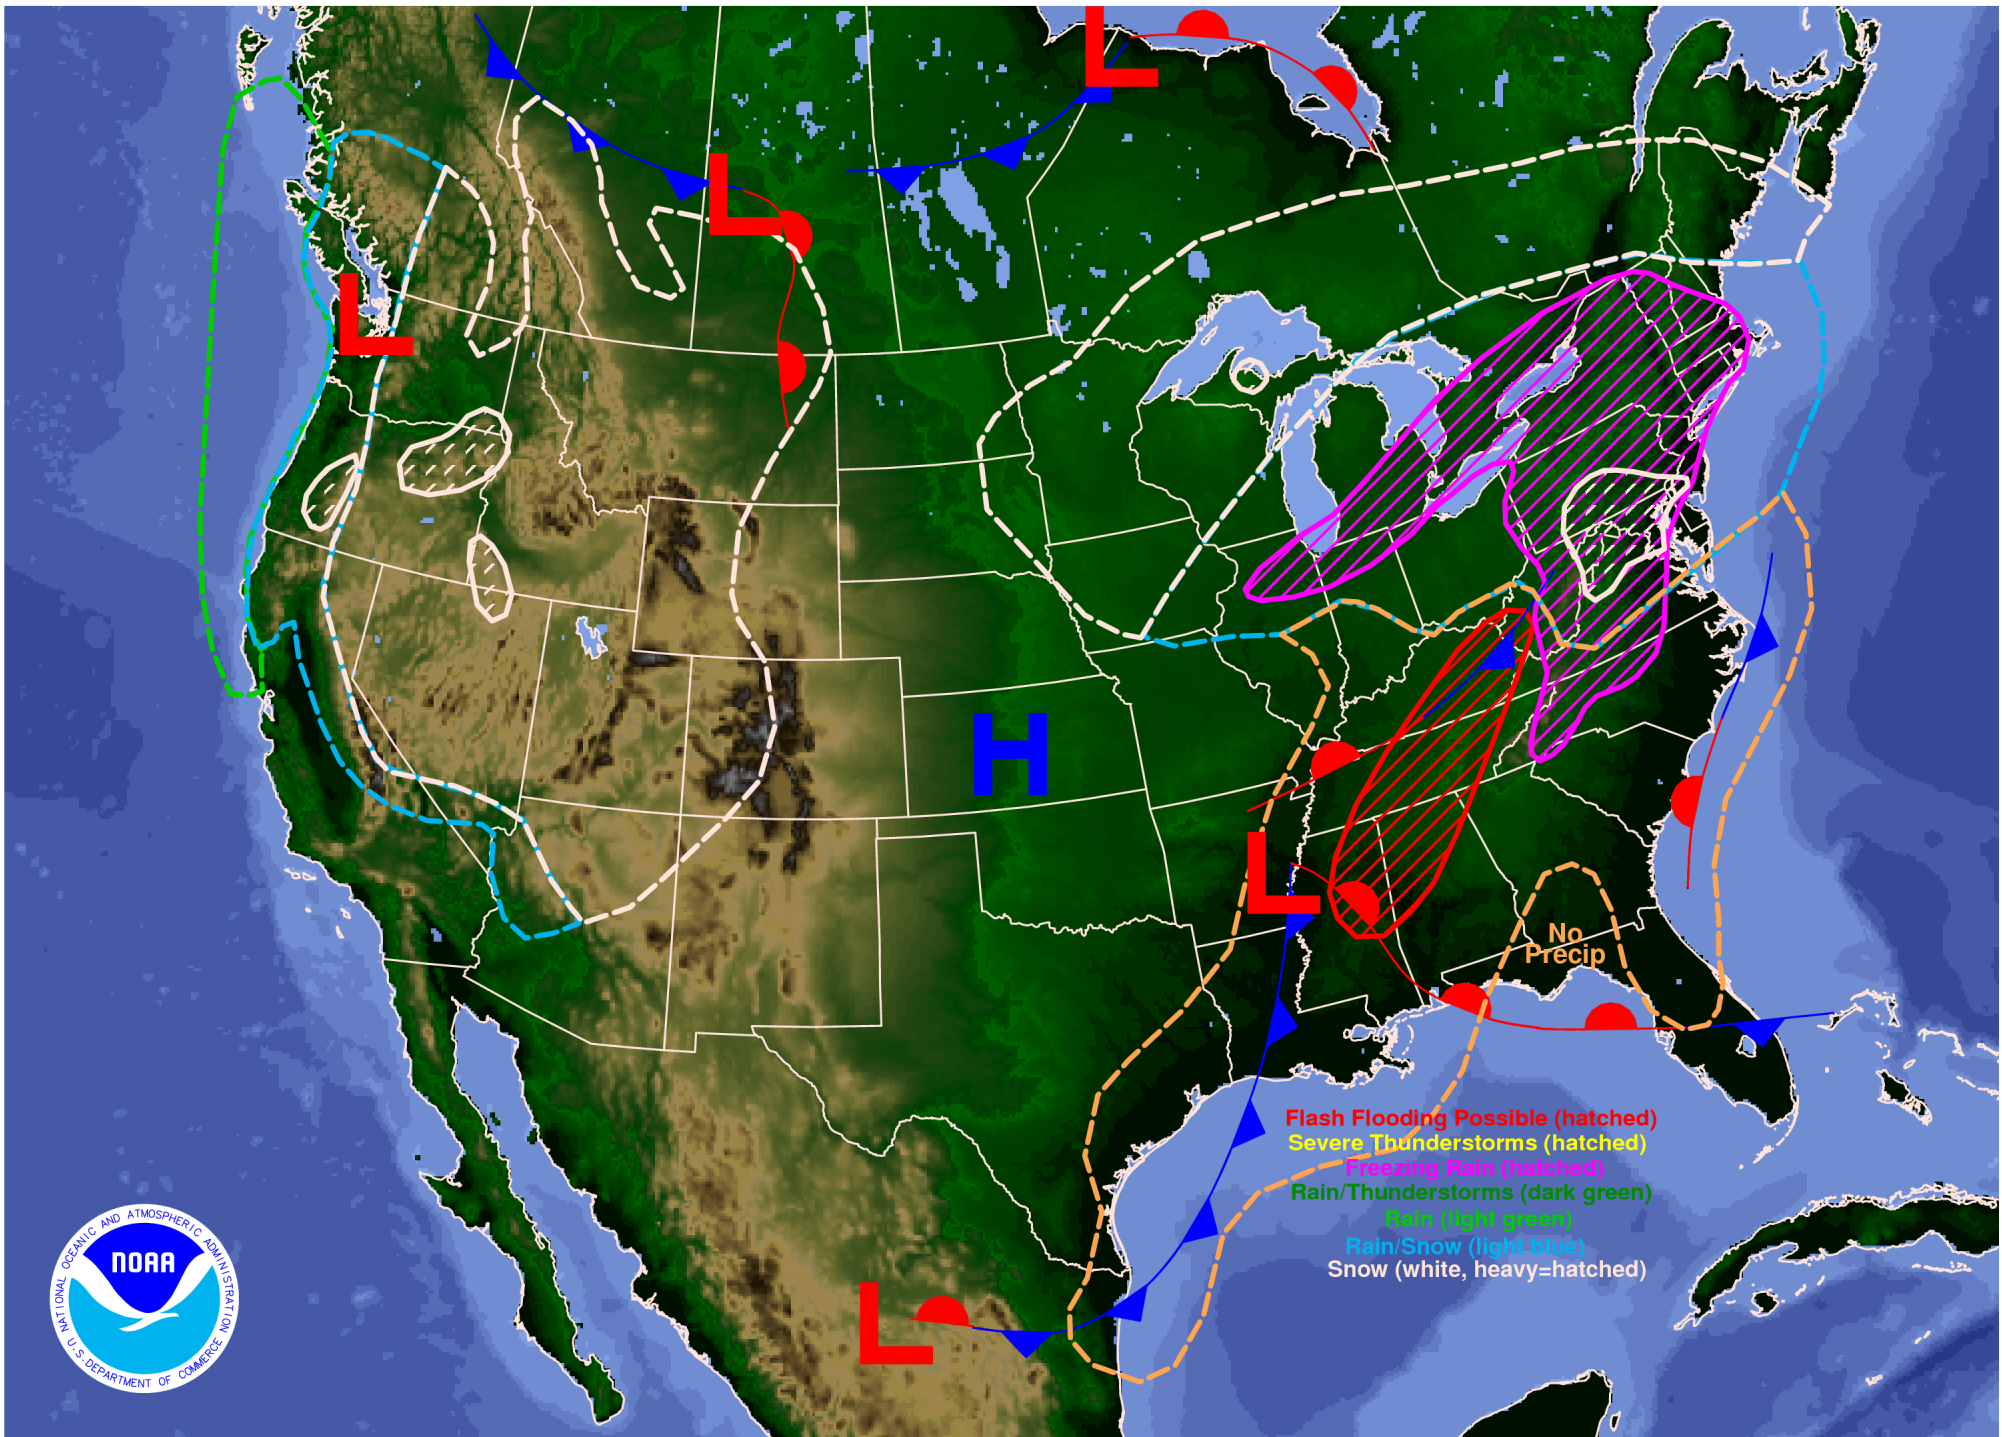 L
L
L
H
L
No
Precip
Flash Flooding Possible (hatched)
Severe Thunderstorms (hatched)
Freezing Rain (hatched)
Rain/Thunderstorms (dark green)
Rain (light green)
Rain/Snow (light blue)
Snow (white, heavy=hatched)
L
NATIONAL OCEANIC AND ATMOSPHERIC ADMINISTRATION
NOAA
U.S. DEPARTMENT OF COMMERCE